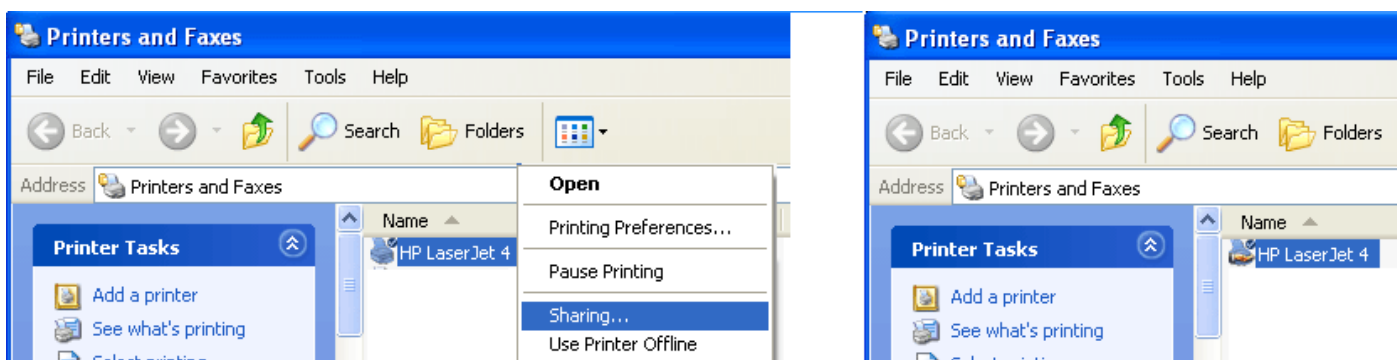 Printers and Faxes
File Edit View Favorites Tools Help
Back Search Folders
Address Printers and Faxes
Name
Printer Tasks
HP LaserJet 4
Add a printer
See what's printing
Open
Printing Preferences...
Pause Printing
Sharing...
Use Printer Offline
Printers and Faxes
File Edit View Favorites Tools Help
Back Search Folders
Address Printers and Faxes
Name
Printer Tasks
HP LaserJet 4
Add a printer
See what's printing